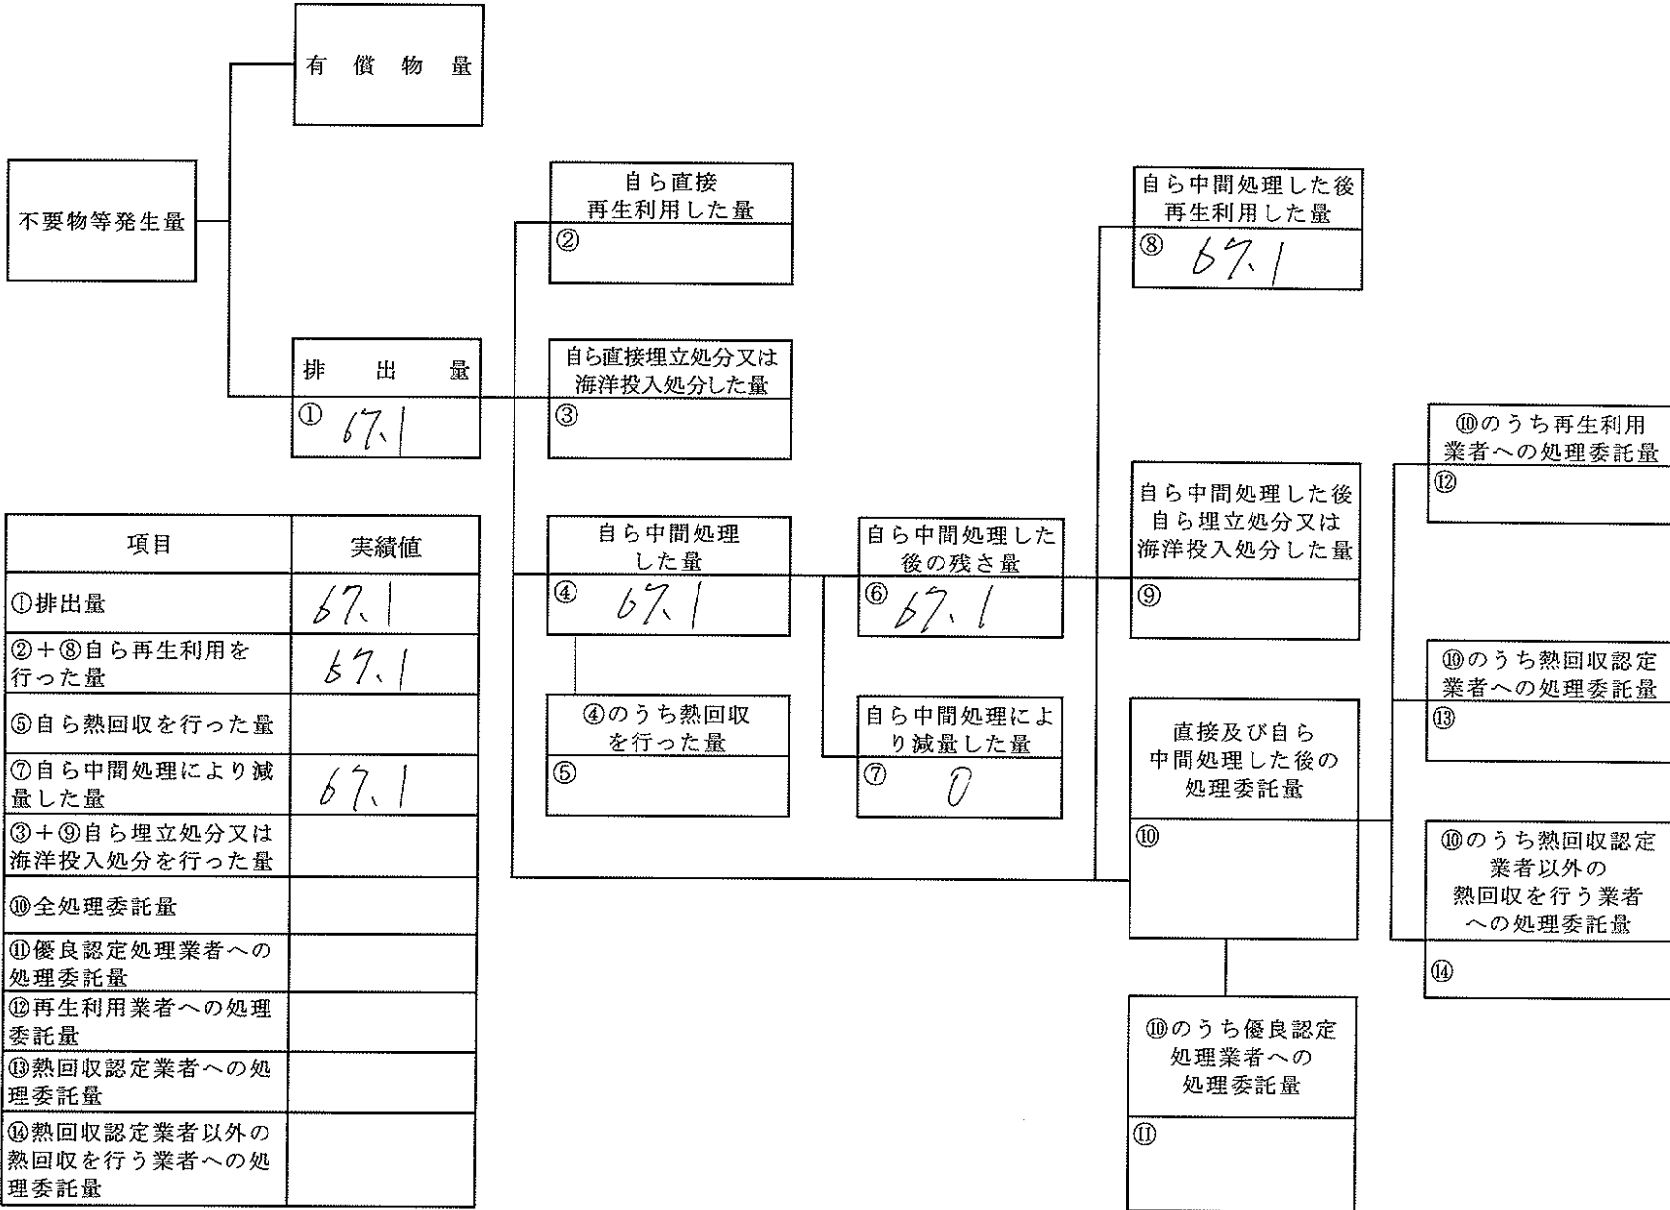 有償物量
不要物等発生量
排出量
① 67.1
自ら直接
再生利用した量
②
自ら直接埋立処分又は
海洋投入処分した量
③
自ら中間処理
した量
④ 67.1
④のうち熱回収
を行った量
⑤
自ら中間処理した
後の残さ量
⑥ 67.1
自ら中間処理によ
り減量した量
⑦ 0
自ら中間処理した後
再生利用した量
⑧ 67.1
自ら中間処理した後
自ら埋立処分又は
海洋投入処分した量
⑨
直接及び自ら
中間処理した後の
処理委託量
⑩
⑩のうち優良認定
処理業者への
処理委託量
⑪
⑩のうち再生利用
業者への処理委託量
⑫
⑩のうち熱回収認定
業者への処理委託量
⑬
⑩のうち熱回収認定
業者以外の
熱回収を行う業者
への処理委託量
⑭
項目 実績値
①排出量 67.1
②+⑧自ら再生利用を
行った量 67.1
⑤自ら熱回収を行った量
⑦自ら中間処理により減
量した量 67.1
③+⑨自ら埋立処分又は
海洋投入処分を行った量
⑩全処理委託量
⑪優良認定処理業者への
処理委託量
⑫再生利用業者への処理
委託量
⑬熱回収認定業者への処
理委託量
⑭熱回収認定業者以外の
熱回収を行う業者への処
理委託量